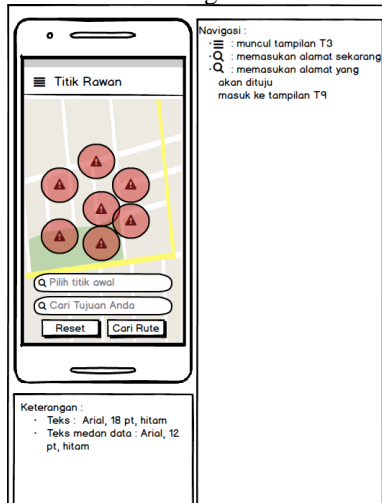 Titik Rawan
Pilih titik awal
Cari Tujuan Anda
Reset
Cari Rute
Navigasi :
· : muncul tampilan T3
· : memasukan alamat sekarang
· : memasukan alamat yang
akan dituju
masuk ke tampilan T9
Keterangan :
· Teks : Arial, 18 pt, hitam
· Teks medan data : Arial, 12
pt, hitam